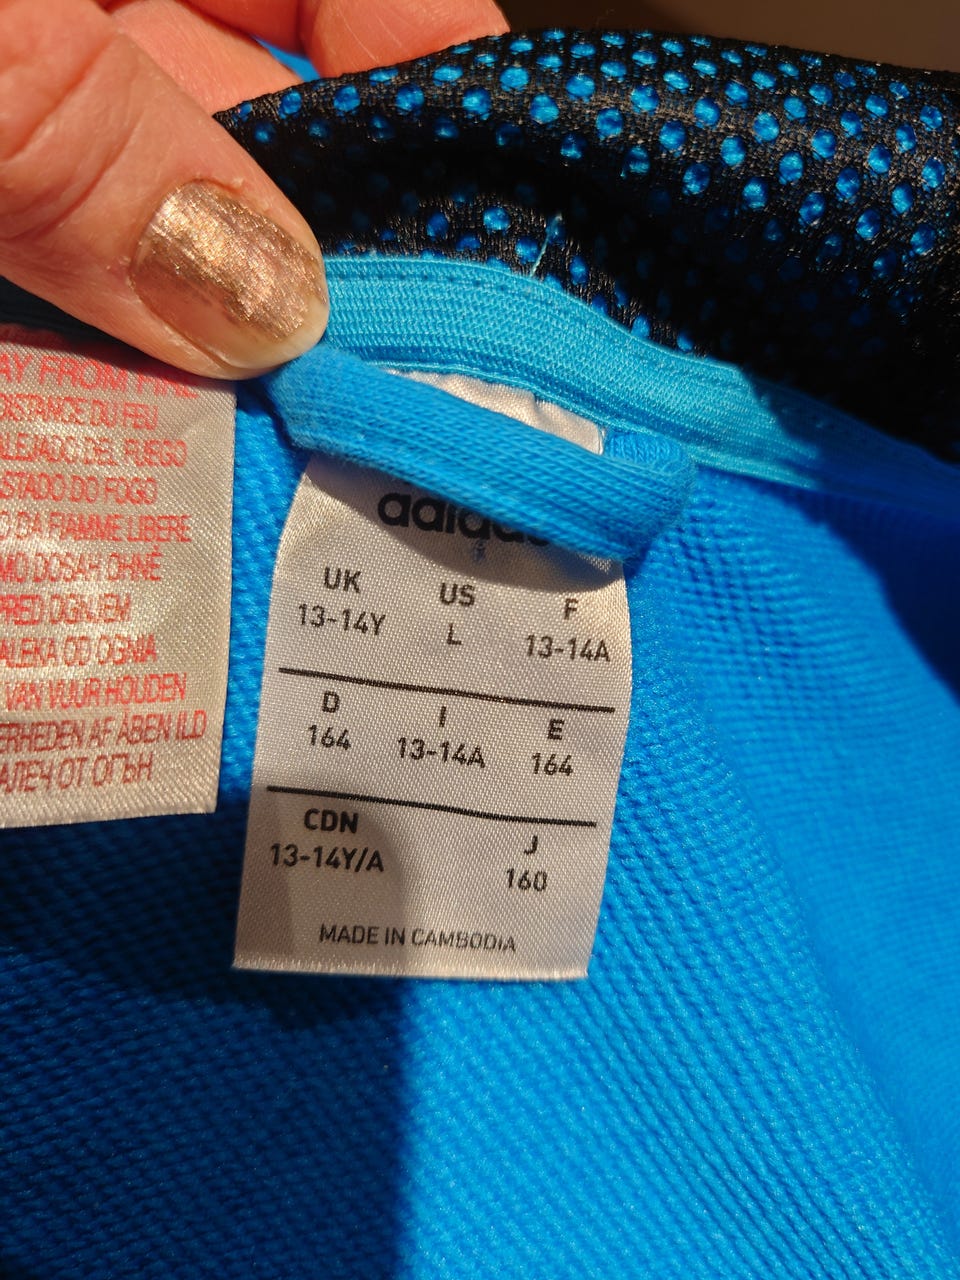 AY FROM FIRE
DISTANCE DU FEU
ALEJADO DEL FUEGO
ASTADO DO FOGO
DA FIAMME LIBERE
MO DOSAH OHNĚ
PRED OGNJEM
ALEKA OD OGNIA
VAN VUUR HOUDEN
ERHEDEN AF ÅBEN ILD
АЛЕЧ ОТ ОГЪН
adidas
UK US F
13-14Y L 13-14A
D I E
164 13-14A 164
CDN J
13-14Y/A 160
MADE IN CAMBODIA